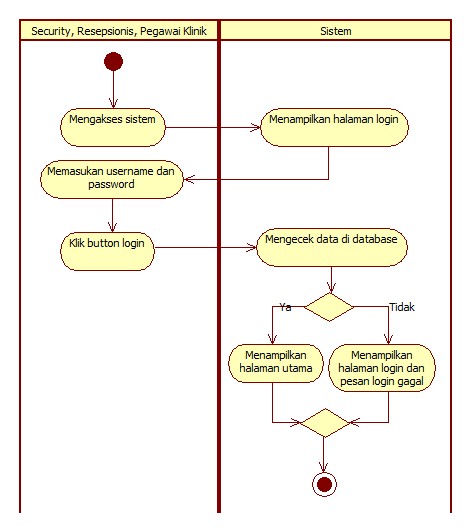 Security, Resepsionis, Pegawai Klinik
Sistem
Mengakses sistem
Menampilkan halaman login
Memasukan username dan
password
Klik button login
Mengecek data di database
Ya
Tidak
Menampilkan
halaman utama
Menampilkan
halaman login dan
pesan login gagal